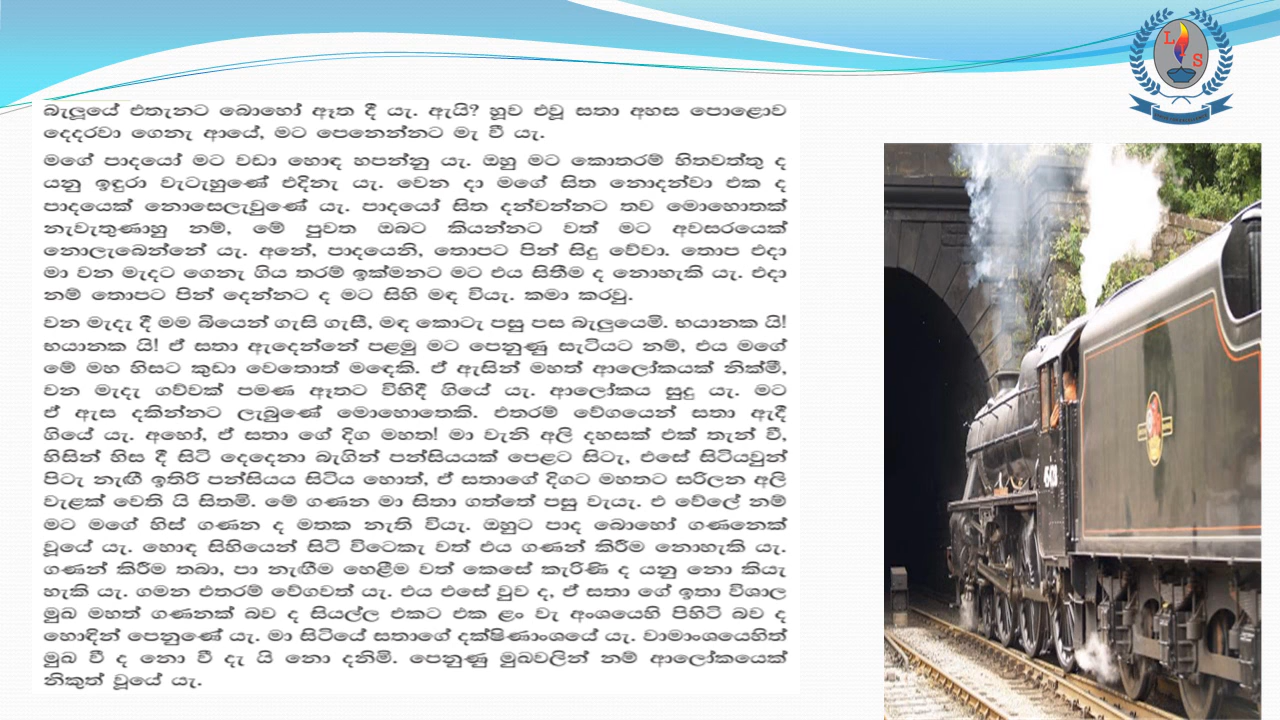 බැලූයේ එතැනට බොහෝ ඈත දී යැ. ඇයි? හූව එවූ සතා අහස පොළොව
දෙදරවා ගෙනැ ආයේ, මට පෙනෙන්නට මැ වී යැ.
මගේ පාදයෝ මට වඩා හොඳ හපන්නු යැ. ඔහු මට කොතරම් හිතවත්තු ද
යනු ඉඳුරා වැටැහුණේ එදිනැ යැ. වෙන දා මගේ සිත නොදන්වා එක ද
පාදයෙක් නොසෙලැවුණේ යැ. පාදයෝ සිත දන්වන්නට තව මොහොතක්
නැවැතුණාහු නම්, මේ පුවත ඔබට කියන්නට වත් මට අවසරයෙක්
නොලැබෙන්නේ යැ. අනේ, පාදයෙනි, තොපට පින් සිදු වේවා. තොප එදා
මා වන මැදට ගෙනැ ගිය තරම් ඉක්මනට මට එය සිතීම ද නොහැකි යැ. එදා
නම් තොපට පින් දෙන්නට ද මට සිහි මඳ වියැ. කමා කරවු.
වන මැදැ දී මම බියෙන් ගැසි ගැසී, මඳ කොටැ පසු පස බැලුයෙමි. භයානක යි!
භයානක යි! ඒ සතා ඇදෙන්නේ පළමු මට පෙනුණු සැටියට නම්, එය මගේ
මේ මහ හිසට කුඩා වෙතොත් මඳෙකි. ඒ ඇසින් මහත් ආලෝකයක් නික්මී,
වන මැදැ ගව්වක් පමණ ඈතට විහිදී ගියේ යැ. ආලෝකය සුදු යැ. මට
ඒ ඇස දකින්නට ලැබුණේ මොහොතෙකි. එතරම් වේගයෙන් සතා ඇදී
ගියේ යැ. අහෝ, ඒ සතා ගේ දිග මහත! මා වැනි අලි දහසක් එක් තැන් වී,
හිසින් හිස දී සිටි දෙදෙනා බැගින් පන්සියයක් පෙළට සිටැ, එසේ සිටියවුන්
පිටැ නැඟී ඉතිරි පන්සියය සිටිය හොත්, ඒ සතාගේ දිගට මහතට සරිලන අලි
වැළක් වෙති යි සිතමි. මේ ගණන මා සිතා ගත්තේ පසු වැයැ. එ වේලේ නම්
මට මගේ හිස් ගණන ද මතක නැති වියැ. ඔහුට පාද බොහෝ ගණනෙක්
වූයේ යැ. හොඳ සිහියෙන් සිටි විටෙකැ වත් එය ගණන් කිරීම නොහැකි යැ.
ගණන් කිරීම තබා, පා නැඟීම හෙළීම වත් කෙසේ කැරිණි ද යනු නො කියැ
හැකි යැ. ගමන එතරම් වේගවත් යැ. එය එසේ වුව ද, ඒ සතා ගේ ඉතා විශාල
මුඛ මහත් ගණනක් බව ද සියල්ල එකට එක ළං වැ අංශයෙහි පිහිටි බව ද
හොඳින් පෙනුණේ යැ. මා සිටියේ සතාගේ දක්ෂිණාංශයේ යැ. වාමාංශයෙහිත්
මුඛ වී ද නො වී දැ යි නො දනිමි. පෙනුණු මුඛවලින් නම් ආලෝකයෙක්
නිකුත් වූයේ යැ.
L S